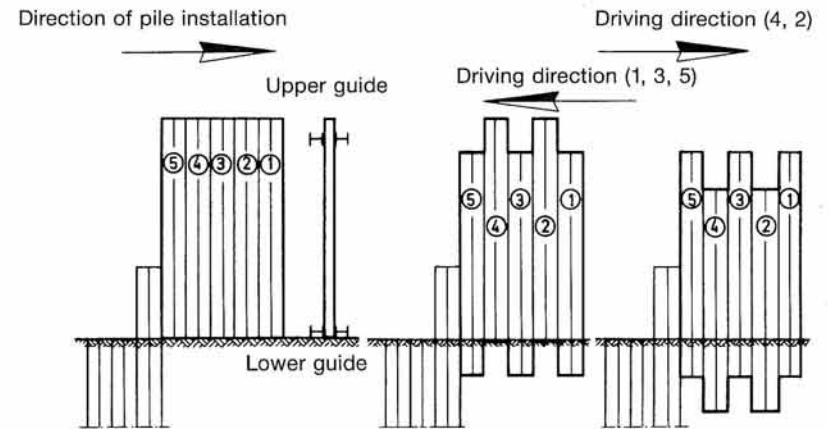 Direction of pile installation
Driving direction (4, 2)
Driving direction (1, 3, 5)
Upper guide
5 4 3 2 1
5 3 1
4 2
5 3 1
4 2
Lower guide